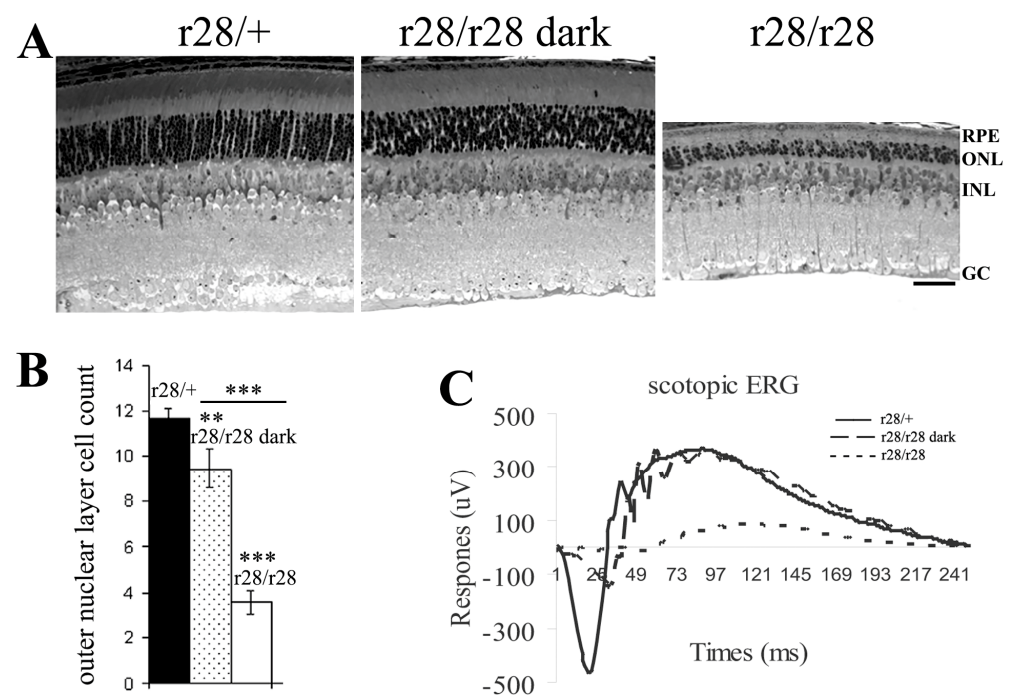 A
r28/+
r28/r28 dark
r28/r28
RPE
ONL
INL
GC
B
outer nuclear layer cell count
14
12
10
8
6
4
2
0
r28/+
***
**
r28/r28 dark
***
r28/r28
C
scotopic ERG
Respones (uV)
500
300
100
-100
-300
-500
1 25 49 73 97 121 145 169 193 217 241
Times (ms)
r28/+
r28/r28 dark
r28/r28